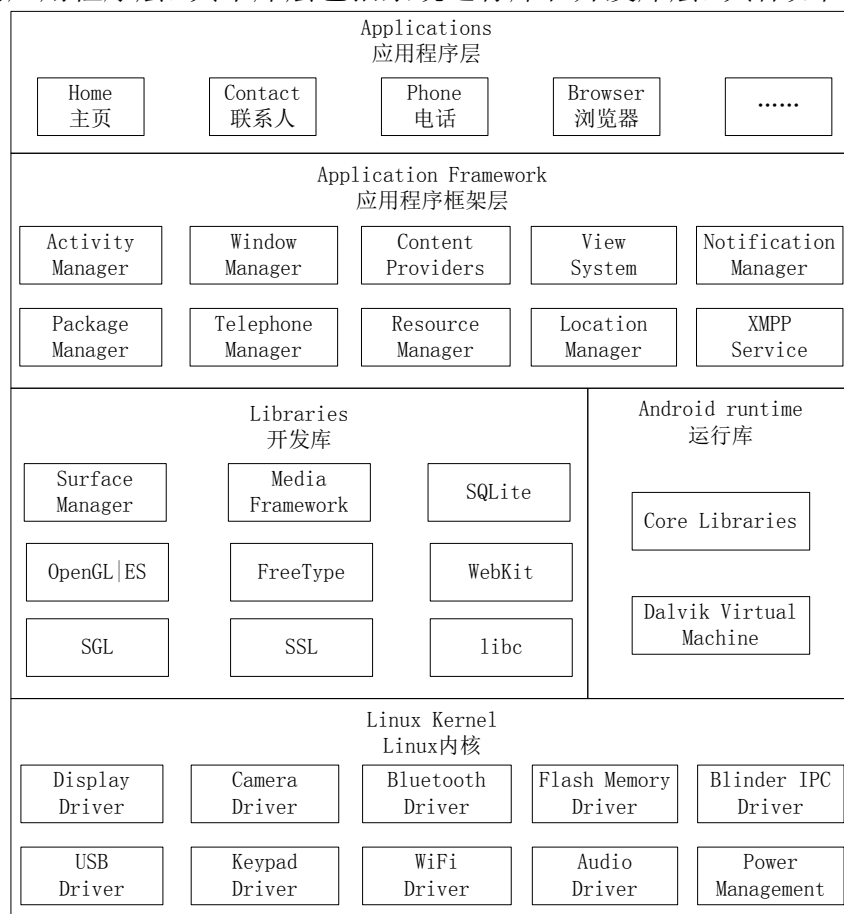 Applications
应用程序层
Home
主页
Contact
联系人
Phone
电话
Browser
浏览器
……
Application Framework
应用程序框架层
Activity
Manager
Window
Manager
Content
Providers
View
System
Notification
Manager
Package
Manager
Telephone
Manager
Resource
Manager
Location
Manager
XMPP
Service
Libraries
开发库
Surface
Manager
Media
Framework
SQLite
OpenGL|ES
FreeType
WebKit
SGL
SSL
libc
Android runtime
运行库
Core Libraries
Dalvik Virtual
Machine
Linux Kernel
Linux内核
Display
Driver
Camera
Driver
Bluetooth
Driver
Flash Memory
Driver
Blinder IPC
Driver
USB
Driver
Keypad
Driver
WiFi
Driver
Audio
Driver
Power
Management